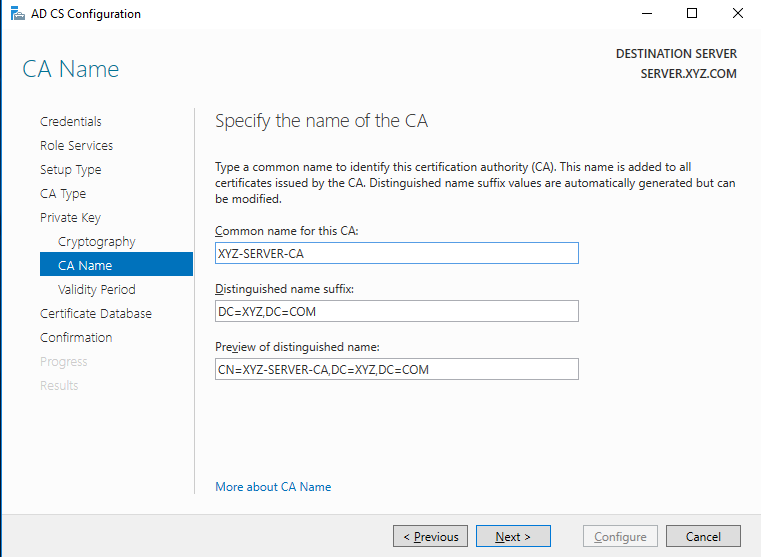 AD CS Configuration
CA Name
DESTINATION SERVER
SERVER.XYZ.COM
Credentials
Role Services
Setup Type
CA Type
Private Key
Cryptography
CA Name
Validity Period
Certificate Database
Confirmation
Progress
Results
Specify the name of the CA
Type a common name to identify this certification authority (CA). This name is added to all
certificates issued by the CA. Distinguished name suffix values are automatically generated but can
be modified.
Common name for this CA:
XYZ-SERVER-CA
Distinguished name suffix:
DC=XYZ,DC=COM
Preview of distinguished name:
CN=XYZ-SERVER-CA,DC=XYZ,DC=COM
More about CA Name
< Previous
Next >
Configure
Cancel